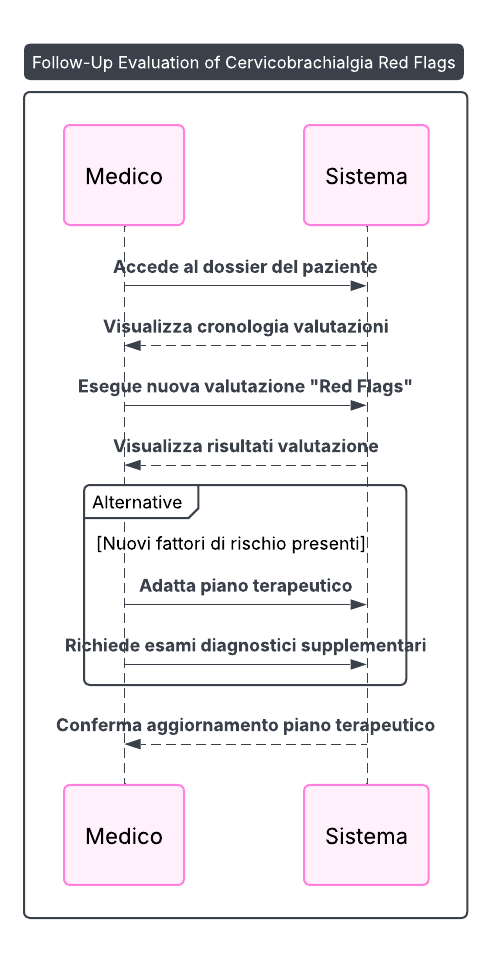 Follow-Up Evaluation of Cervicobrachialgia Red Flags
Medico
Sistema
Accede al dossier del paziente
Visualizza cronologia valutazioni
Esegue nuova valutazione "Red Flags"
Visualizza risultati valutazione
Alternative
[Nuovi fattori di rischio presenti]
Adatta piano terapeutico
Richiede esami diagnostici supplementari
Conferma aggiornamento piano terapeutico
Medico
Sistema